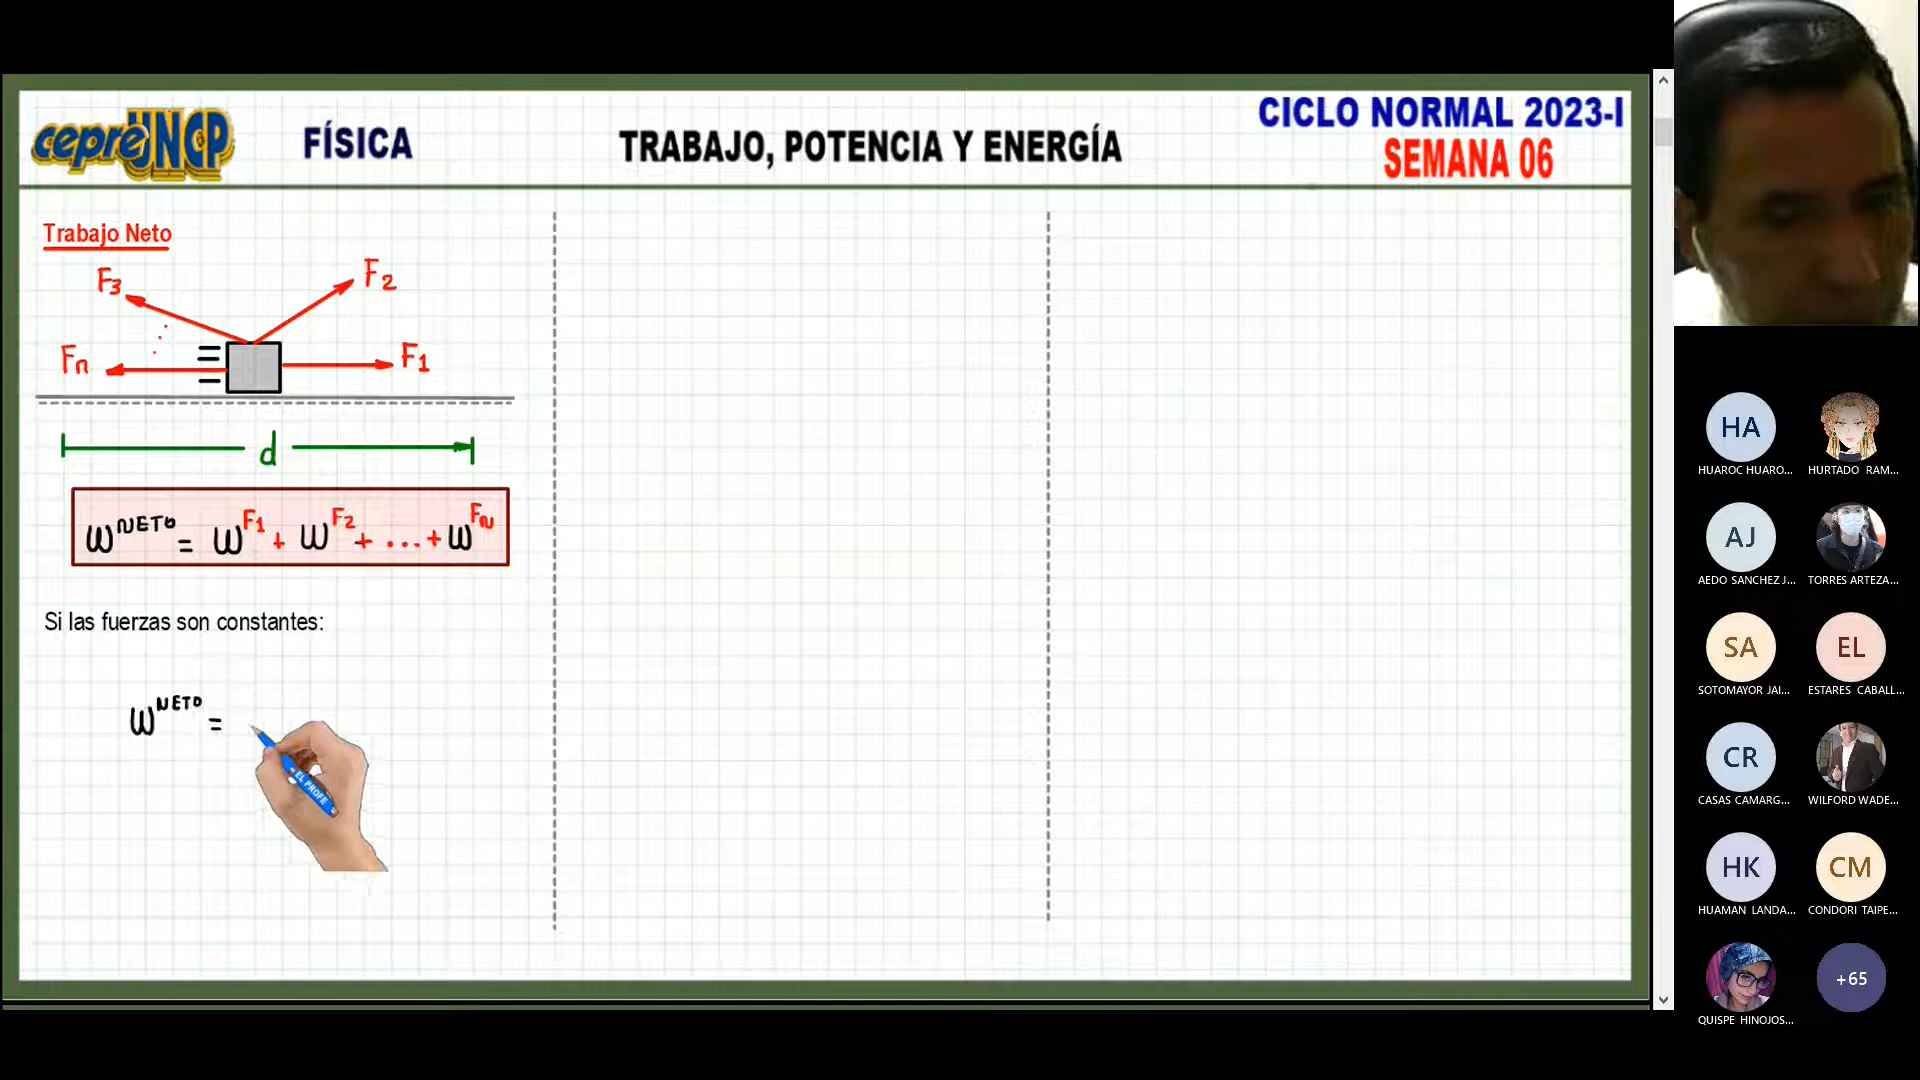 cepreUNCP
FÍSICA
TRABAJO, POTENCIA Y ENERGÍA
CICLO NORMAL 2023-I
SEMANA 06
Trabajo Neto
F3
F2
Fn
F1
d
W^NETO = W^F1 + W^F2 + ... + W^Fn
Si las fuerzas son constantes:
W^NETO =
EL PROFE
HA
HUAROC HUARO...
HURTADO RAM...
AJ
AEDO SANCHEZ J...
TORRES ARTEZA...
SA
SOTOMAYOR JAI...
EL
ESTARES CABALL...
CR
CASAS CAMARG...
WILFORD WADE...
HK
HUAMAN LANDA...
CM
CONDORI TAIPE...
QUISPE HINOJOS...
+65